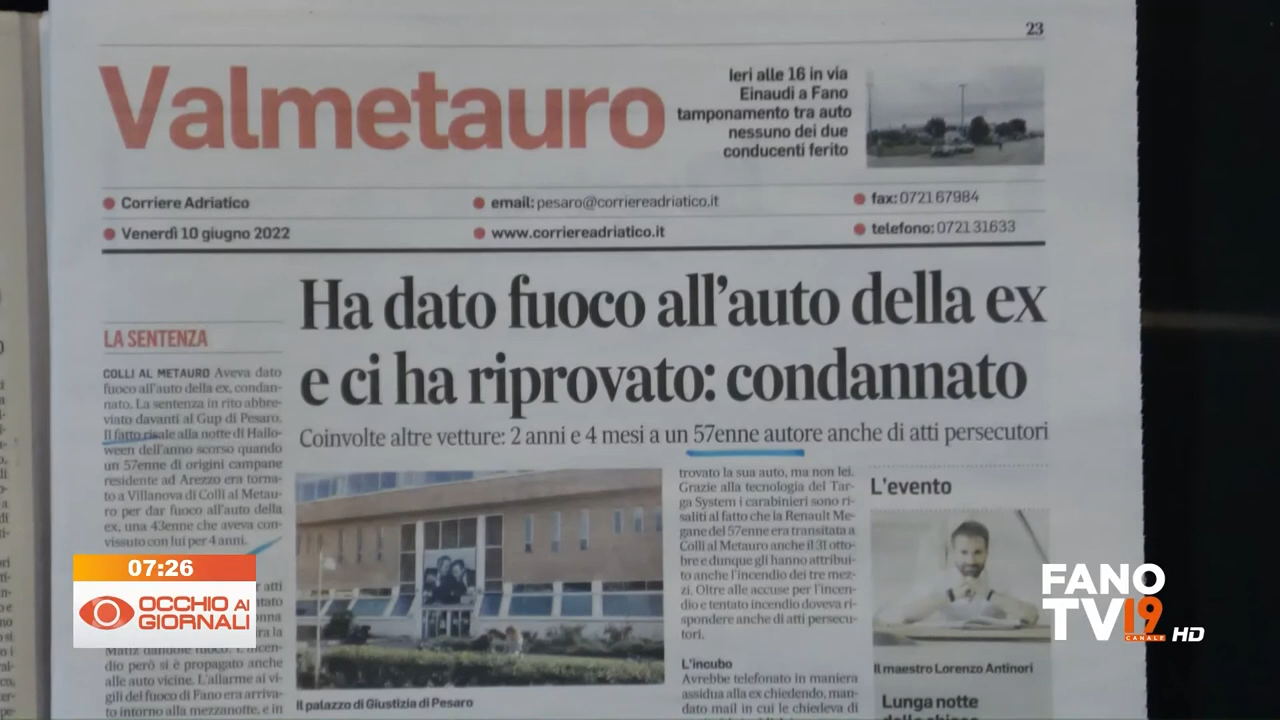 23
Valmetauro
Ieri alle 16 in via
Einaudi a Fano
tamponamento tra auto
nessuno dei due
conducenti ferito
Corriere Adriatico
email: pesaro@corriereadriatico.it
fax: 0721 67984
Venerdì 10 giugno 2022
www.corriereadriatico.it
telefono: 0721 31633
Ha dato fuoco all'auto della ex
e ci ha riprovato: condannato
Coinvolte altre vetture: 2 anni e 4 mesi a un 57enne autore anche di atti persecutori
LA SENTENZA
COLLI AL METAURO Aveva dato
fuoco all'auto della ex, condan-
nato. La sentenza in rito abbre-
viato davanti al Gup di Pesaro.
Il fatto risale alla notte di Hallo-
ween dell'anno scorso quando
un 57enne di origini campane
residente ad Arezzo era torna-
to a Villanova di Colli al Metau-
ro per dar fuoco all'auto della
ex, una 43enne che aveva con-
vissuto con lui per 4 anni.
atti
dio però si è propagato anche
alle auto vicine. L'allarme ai vi-
gili del fuoco di Fano era arriva-
to intorno alla mezzanotte, e in
Il palazzo di Giustizia di Pesaro
trovato la sua auto, ma non lei.
Grazie alla tecnologia del Tar-
ga System i carabinieri sono ri-
saliti al fatto che la Renault Me-
gane del 57enne era transitata a
Colli al Metauro anche il 31 otto-
bre e dunque gli hanno attribui-
to anche l'incendio dei tre mez-
zi. Oltre alle accuse per l'incen-
dio e tentato incendio doveva ri-
spondere anche di atti persecu-
tori.
L'incubo
Avrebbe telefonato in maniera
assidua alla ex chiedendo, man-
dato mail in cui le chiedeva di
L'evento
Il maestro Lorenzo Antinori
Lunga notte
07:26
OCCHIO AI
GIORNALI
FANO
TV 19
CANALE
HD